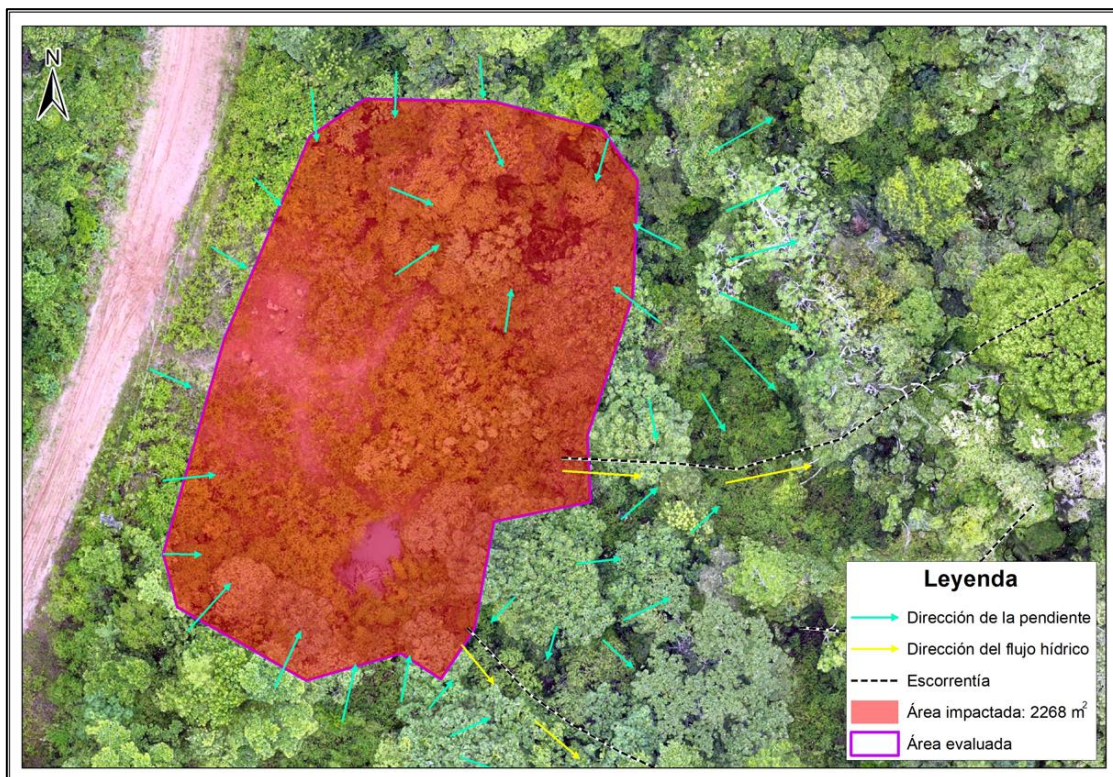 N
Leyenda
Dirección de la pendiente
Dirección del flujo hídrico
Escorrentía
Área impactada: 2268 m²
Área evaluada